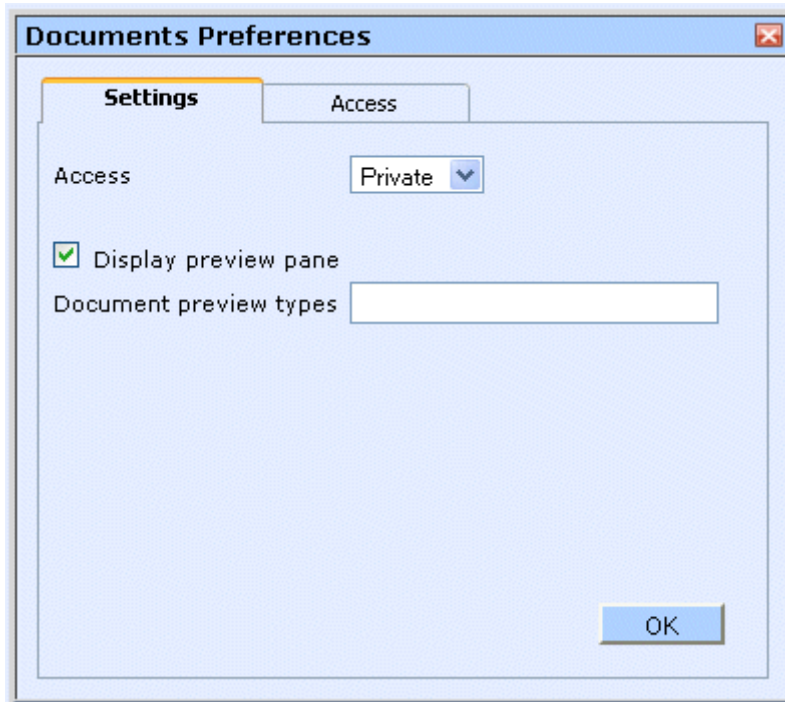 Documents Preferences
Settings
Access
Access
Private
Display preview pane
Document preview types
OK